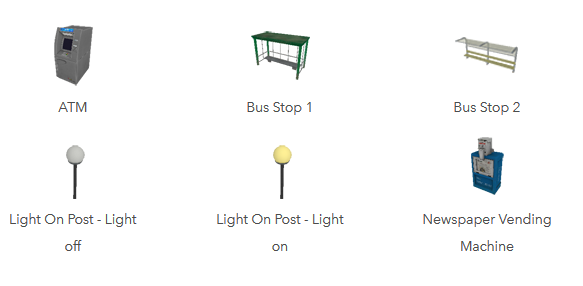 ATM
Bus Stop 1
Bus Stop 2
Light On Post - Light
off
Light On Post - Light
on
Newspaper Vending
Machine